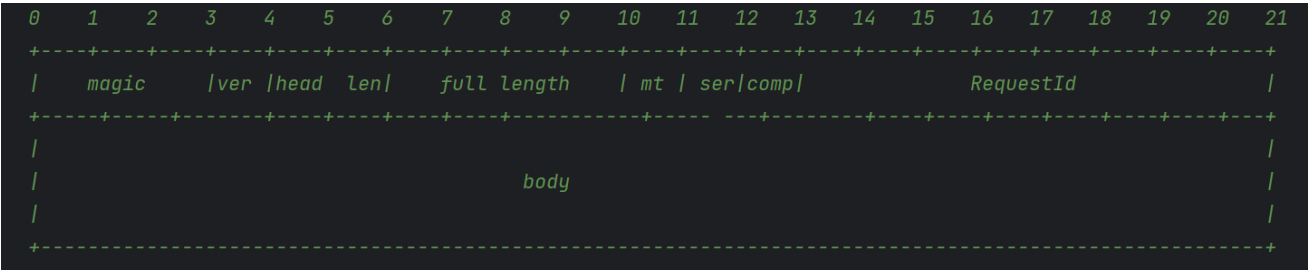 0 1 2 3 4 5 6 7 8 9 10 11 12 13 14 15 16 17 18 19 20 21
+----+----+----+----+----+----+----+----+----+----+----+----+----+----+----+----+----+----+----+----+----+
| magic |ver |head len| full length | mt | ser|comp| RequestId |
+-----+-----+-------+----+----+----+----+-----------+----- ---+--------+----+----+----+----+----+----+---+
| |
| body |
| |
+--------------------------------------------------------------------------------------------------------+